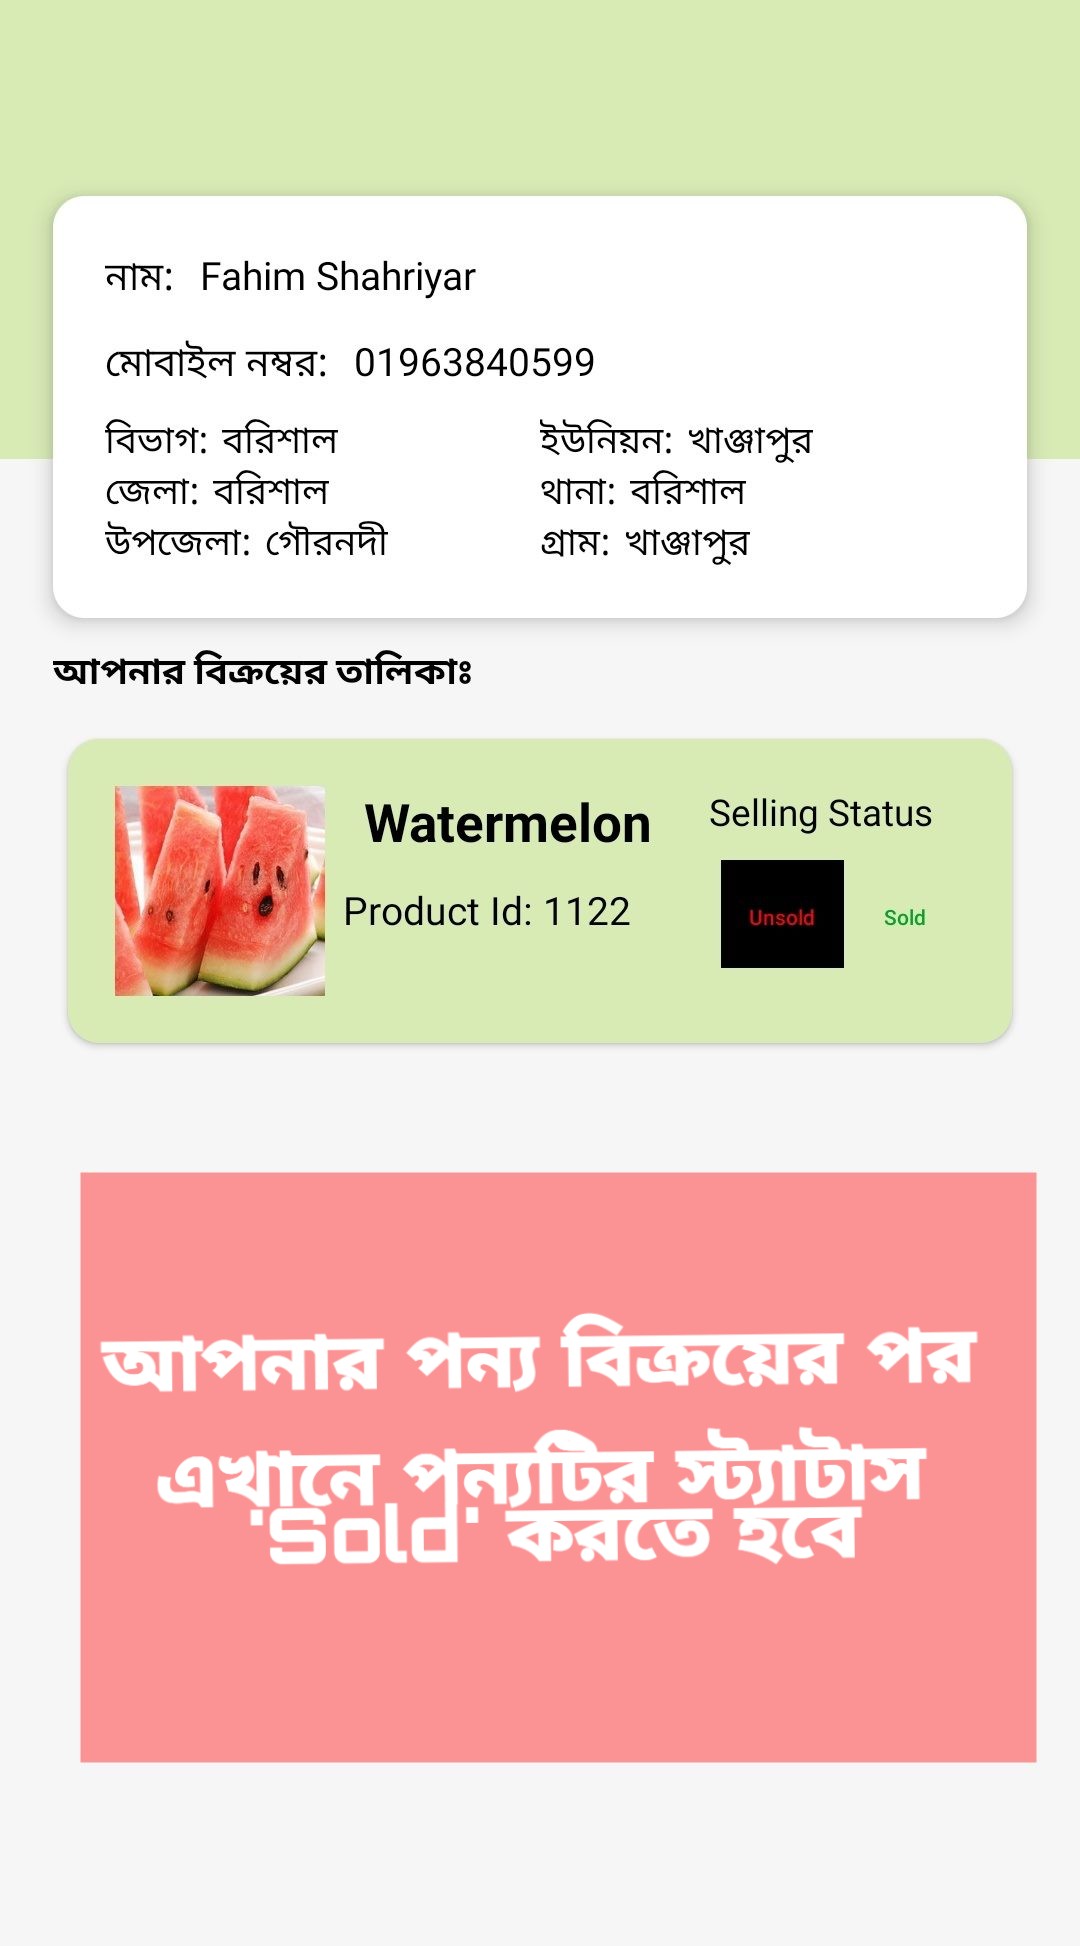 নাম: Fahim Shahriyar
মোবাইল নম্বর: 01963840599
বিভাগ: বরিশাল ইউনিয়ন: খাঞ্জাপুর
জেলা: বরিশাল থানা: বরিশাল
উপজেলা: গৌরনদী গ্রাম: খাঞ্জাপুর
আপনার বিক্রয়ের তালিকাঃ
Watermelon
Product Id: 1122
Selling Status
Unsold Sold
আপনার পন্য বিক্রয়ের পর
এখানে পন্যটির স্ট্যাটাস
'Sold' করতে হবে